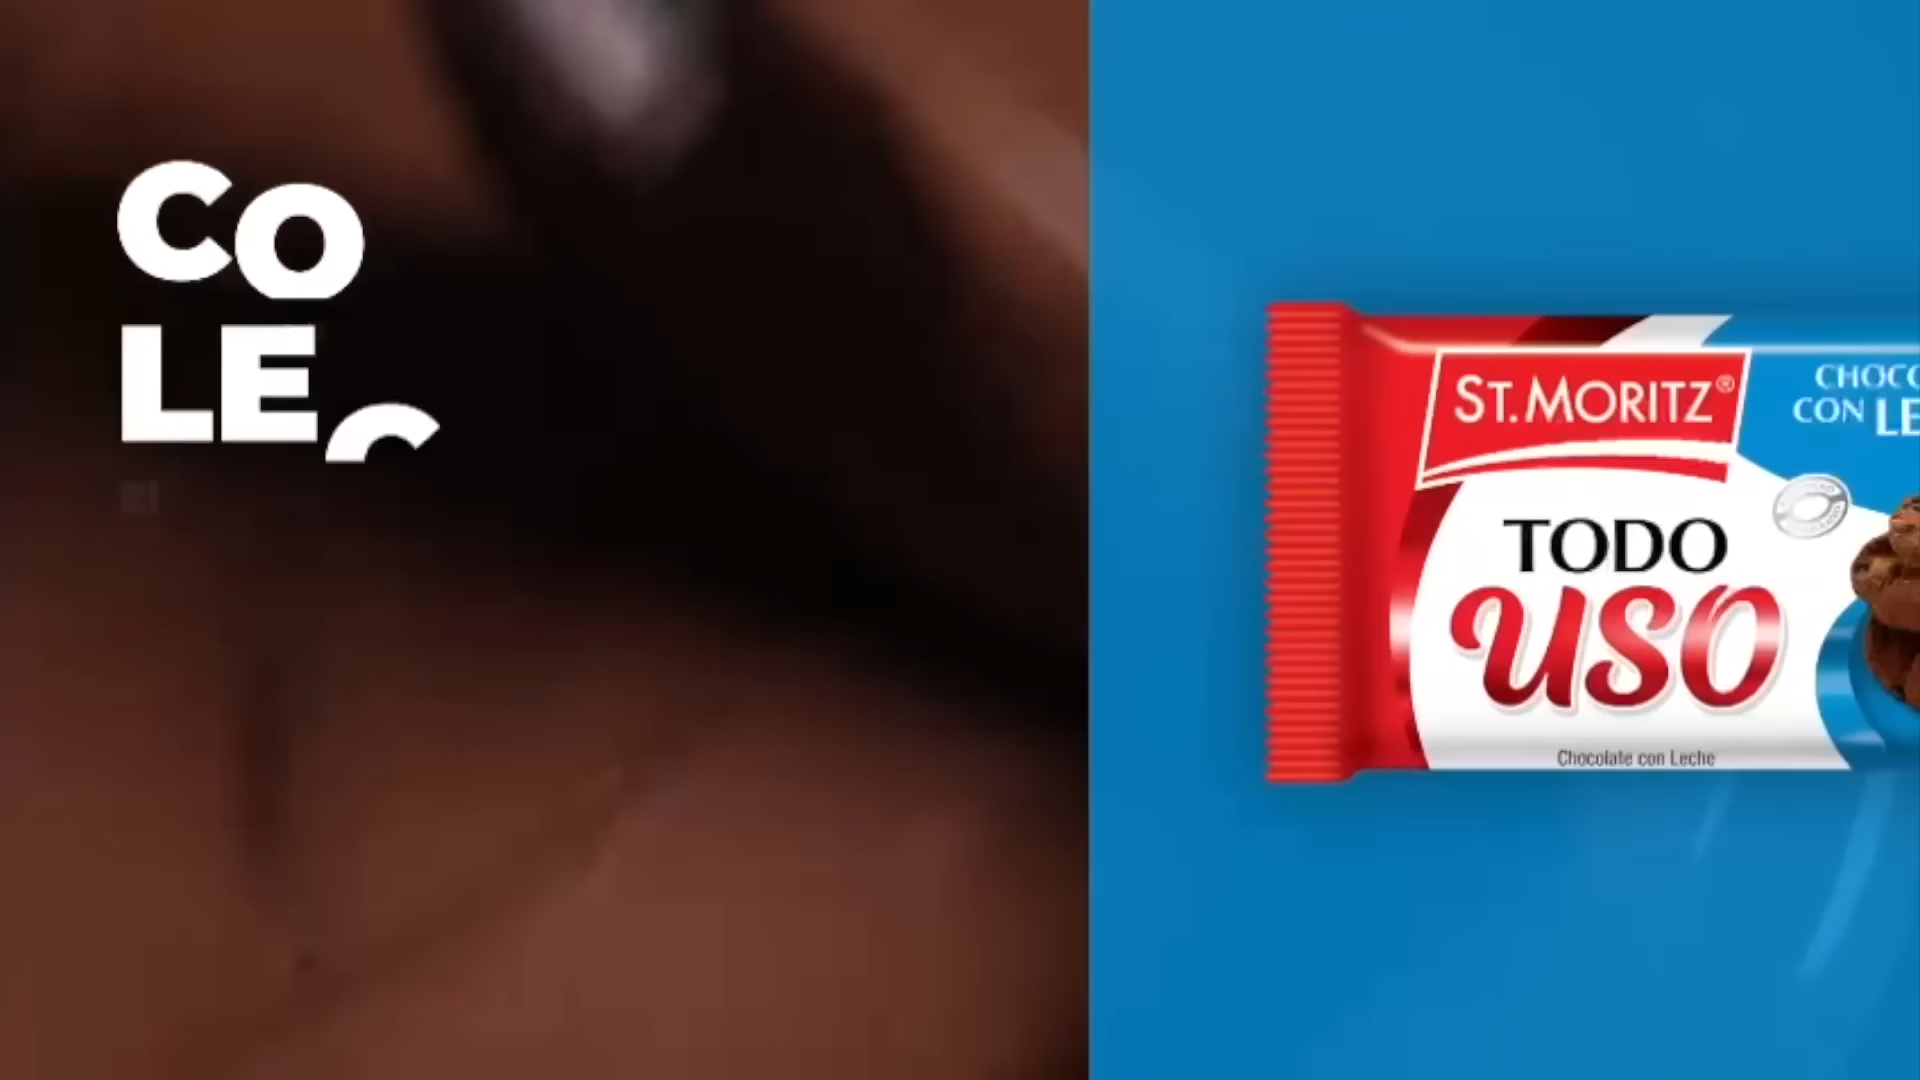 CO
LE
ST. MORITZ®
CHOCO
CON LE
TODO
USO
Chocolate con Leche